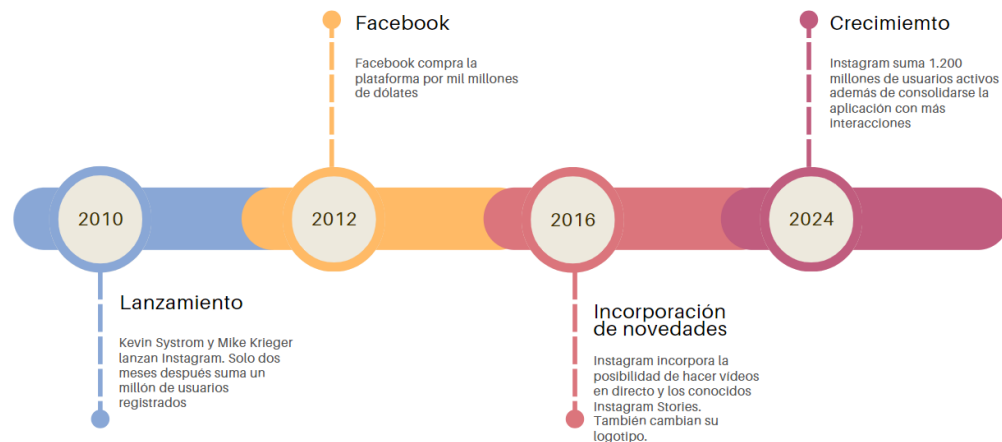 Facebook
Facebook compra la
plataforma por mil millones
de dólates
Crecimiemto
Instagram suma 1.200
millones de usuarios activos
además de consolidarse la
aplicación con más
interacciones
2010
2012
2016
2024
Lanzamiento
Kevin Systrom y Mike Krieger
lanzan Instagram. Solo dos
meses después suma un
millón de usuarios
registrados
Incorporación
de novedades
Instagram incorpora la
posibilidad de hacer vídeos
en directo y los conocidos
Instagram Stories.
También cambian su
logotipo.